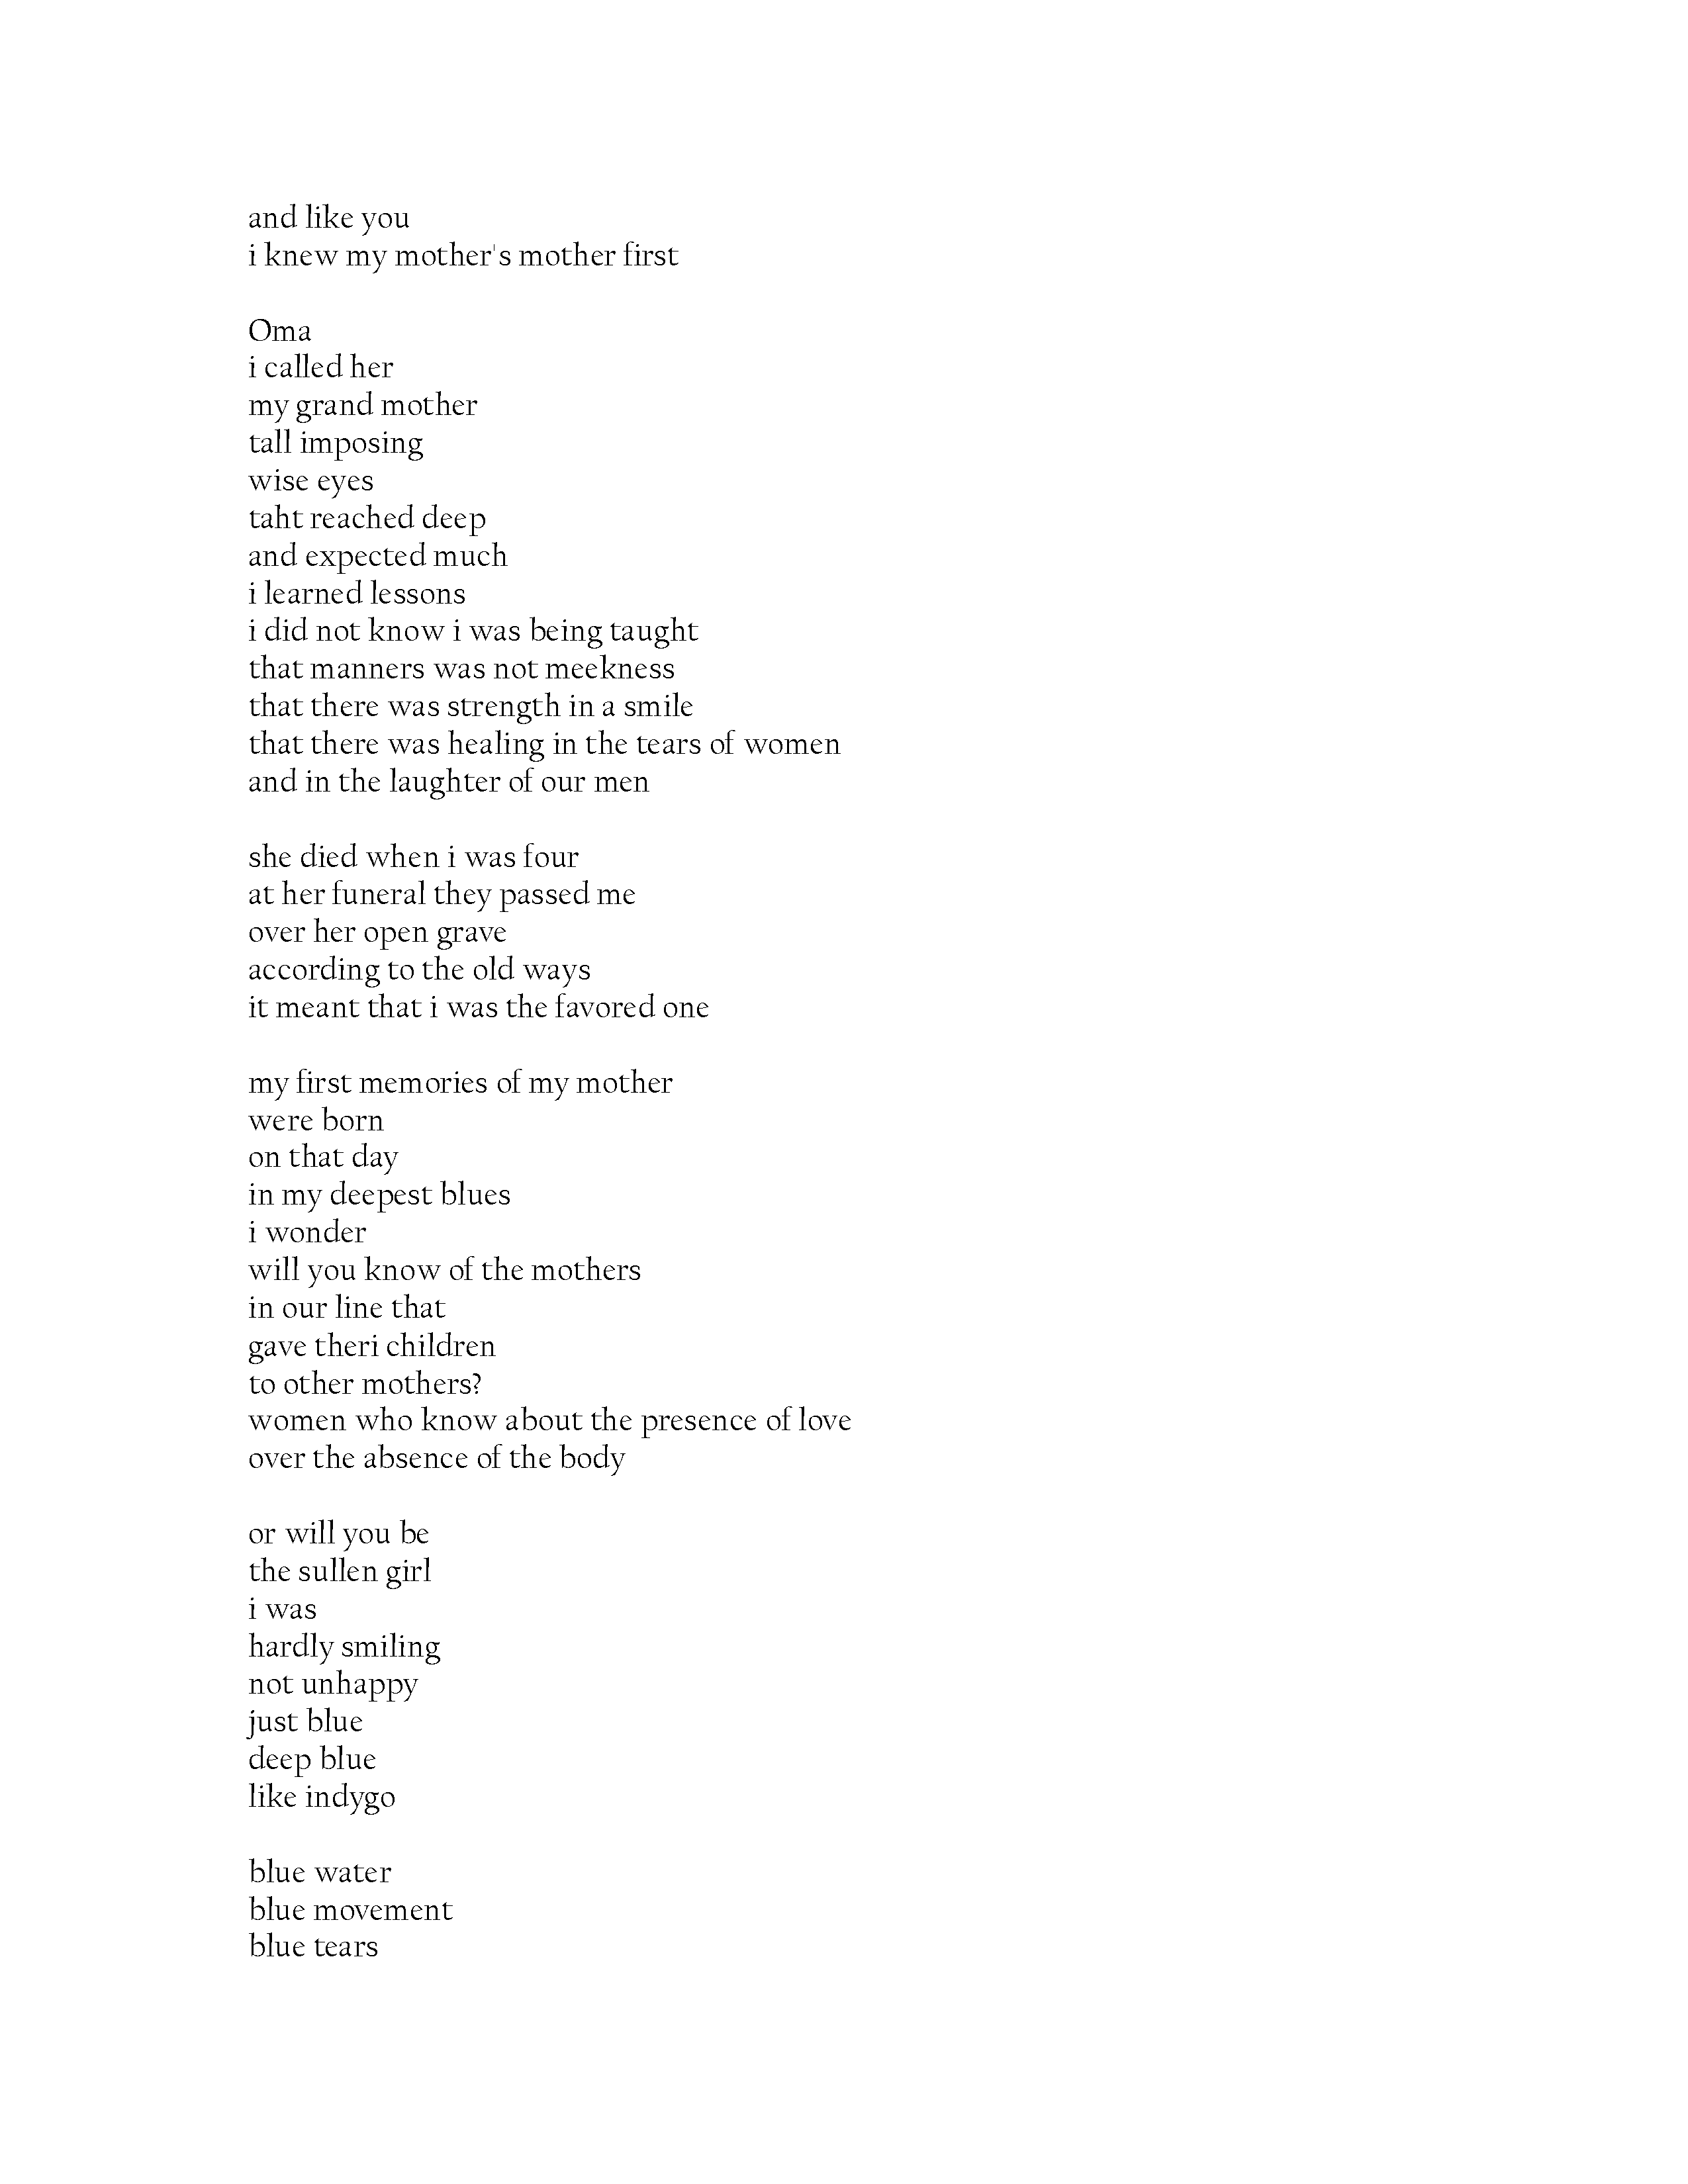 and like you
i knew my mother's mother first
Oma
i called her
my grand mother
tall imposing
wise eyes
taht reached deep
and expected much
i learned lessons
i did not know i was being taught
that manners was not meekness
that there was strength in a smile
that there was healing in the tears of women
and in the laughter of our men
she died when i was four
at her funeral they passed me
over her open grave
according to the old ways
it meant that i was the favored one
my first memories of my mother
were born
on that day
in my deepest blues
i wonder
will you know of the mothers
in our line that
gave theri children
to other mothers?
women who know about the presence of love
over the absence of the body
or will you be
the sullen girl
i was
hardly smiling
not unhappy
just blue
deep blue
like indygo
blue water
blue movement
blue tears